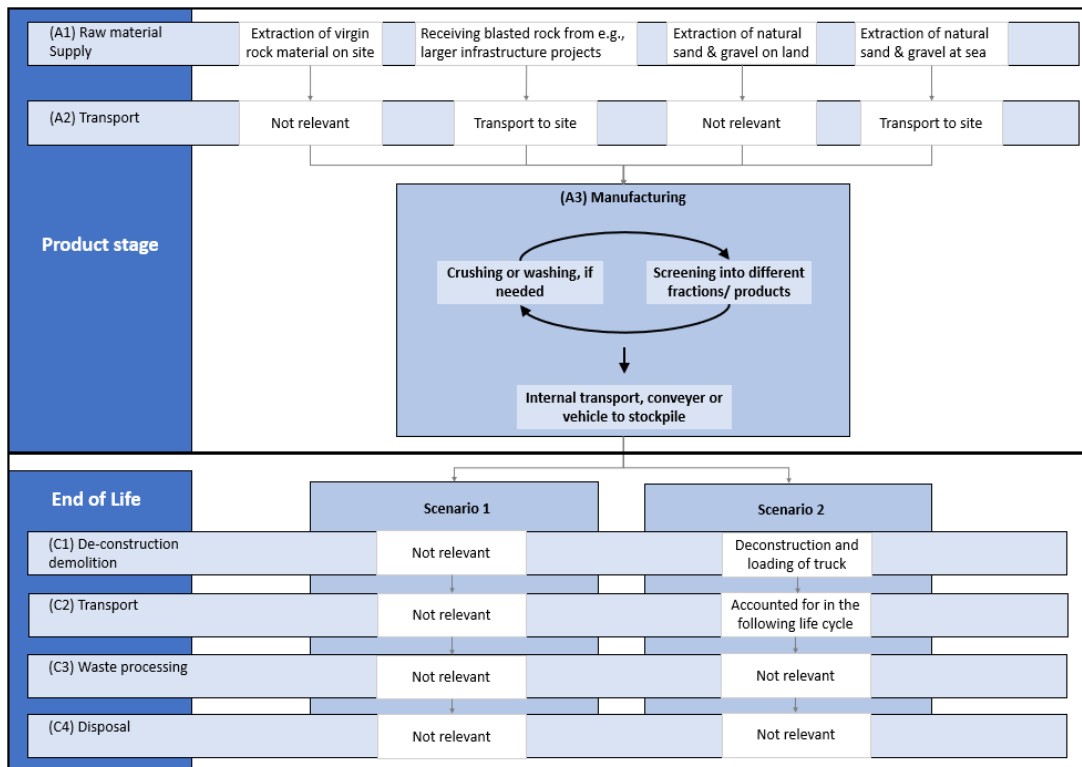 (A1) Raw material
Supply
Extraction of virgin
rock material on site
Receiving blasted rock from e.g.,
larger infrastructure projects
Extraction of natural
sand & gravel on land
Extraction of natural
sand & gravel at sea
(A2) Transport
Not relevant
Transport to site
Not relevant
Transport to site
Product stage
(A3) Manufacturing
Crushing or washing, if
needed
Screening into different
fractions/ products
Internal transport, conveyer or
vehicle to stockpile
End of Life
Scenario 1
Scenario 2
(C1) De-construction
demolition
Not relevant
Deconstruction and
loading of truck
(C2) Transport
Not relevant
Accounted for in the
following life cycle
(C3) Waste processing
Not relevant
Not relevant
(C4) Disposal
Not relevant
Not relevant